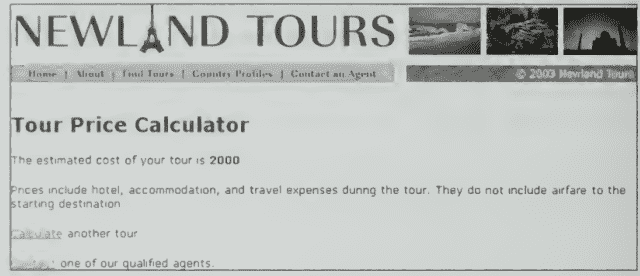 NEWLAND TOURS
Home | About | Find Tours | Country Profiles | Contact an Agent
© 2003 Newland Tours
Tour Price Calculator
The estimated cost of your tour is 2000
Prices include hotel, accommodation, and travel expenses during the tour. They do not include airfare to the
starting destination
Calculate another tour
one of our qualified agents.